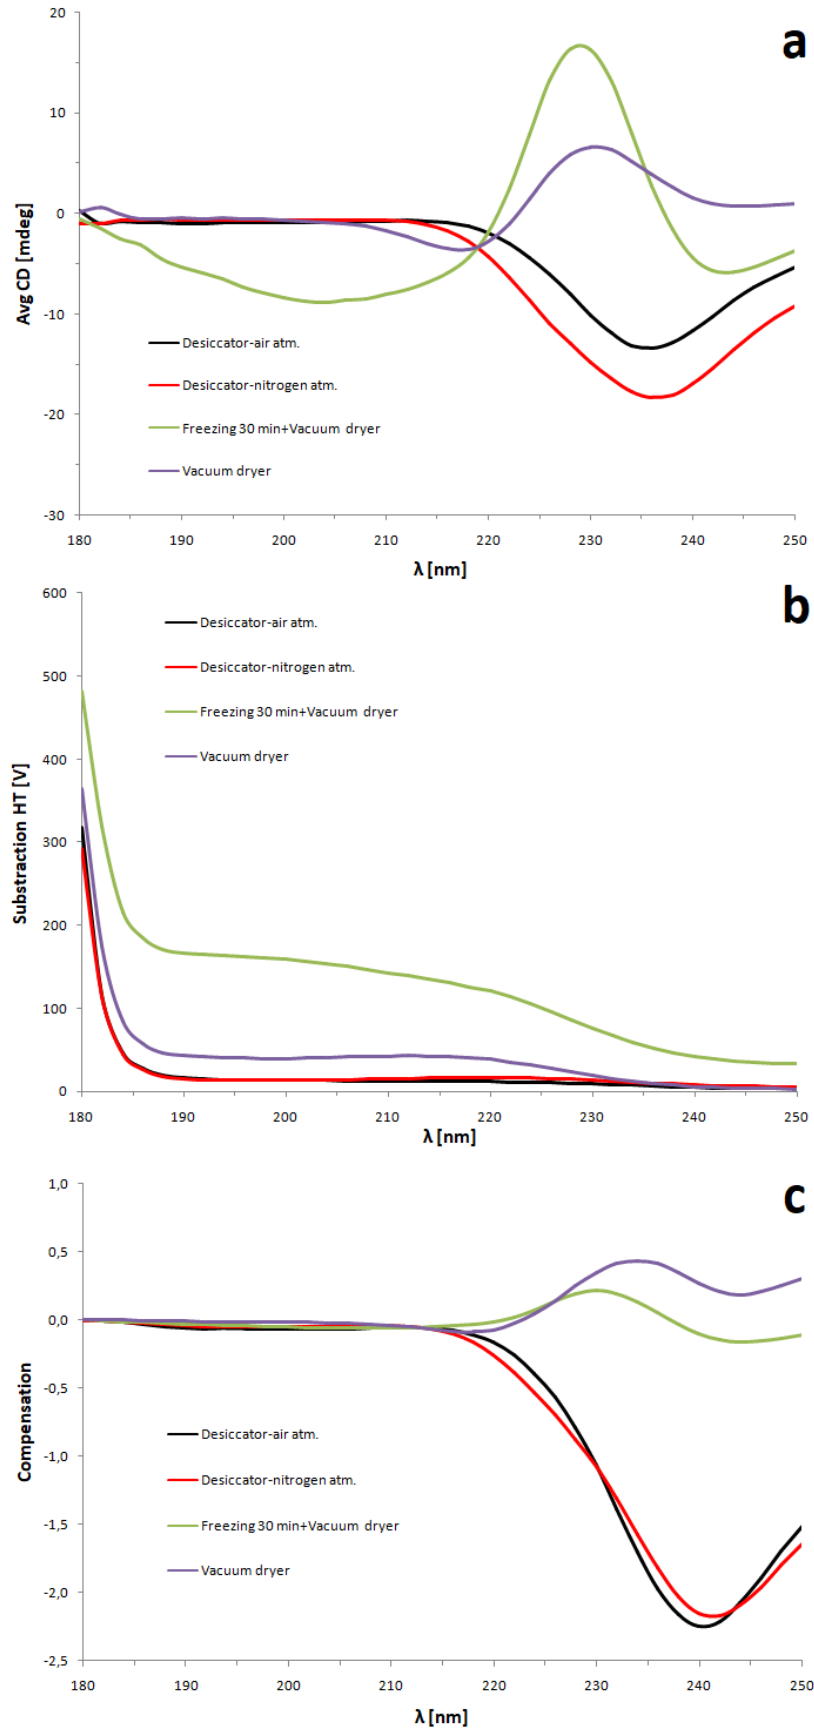 a
20
10
0
-10
-20
-30
Avg CD [mdeg]
Desiccator-air atm.
Desiccator-nitrogen atm.
Freezing 30 min+Vacuum dryer
Vacuum dryer
180 190 200 210 220 230 240 250
λ [nm]
b
600
500
400
300
200
100
0
Substraction HT [V]
Desiccator-air atm.
Desiccator-nitrogen atm.
Freezing 30 min+Vacuum dryer
Vacuum dryer
180 190 200 210 220 230 240 250
λ [nm]
c
1,0
0,5
0,0
-0,5
-1,0
-1,5
-2,0
-2,5
Compensation
Desiccator-air atm.
Desiccator-nitrogen atm.
Freezing 30 min+Vacuum dryer
Vacuum dryer
180 190 200 210 220 230 240 250
λ [nm]